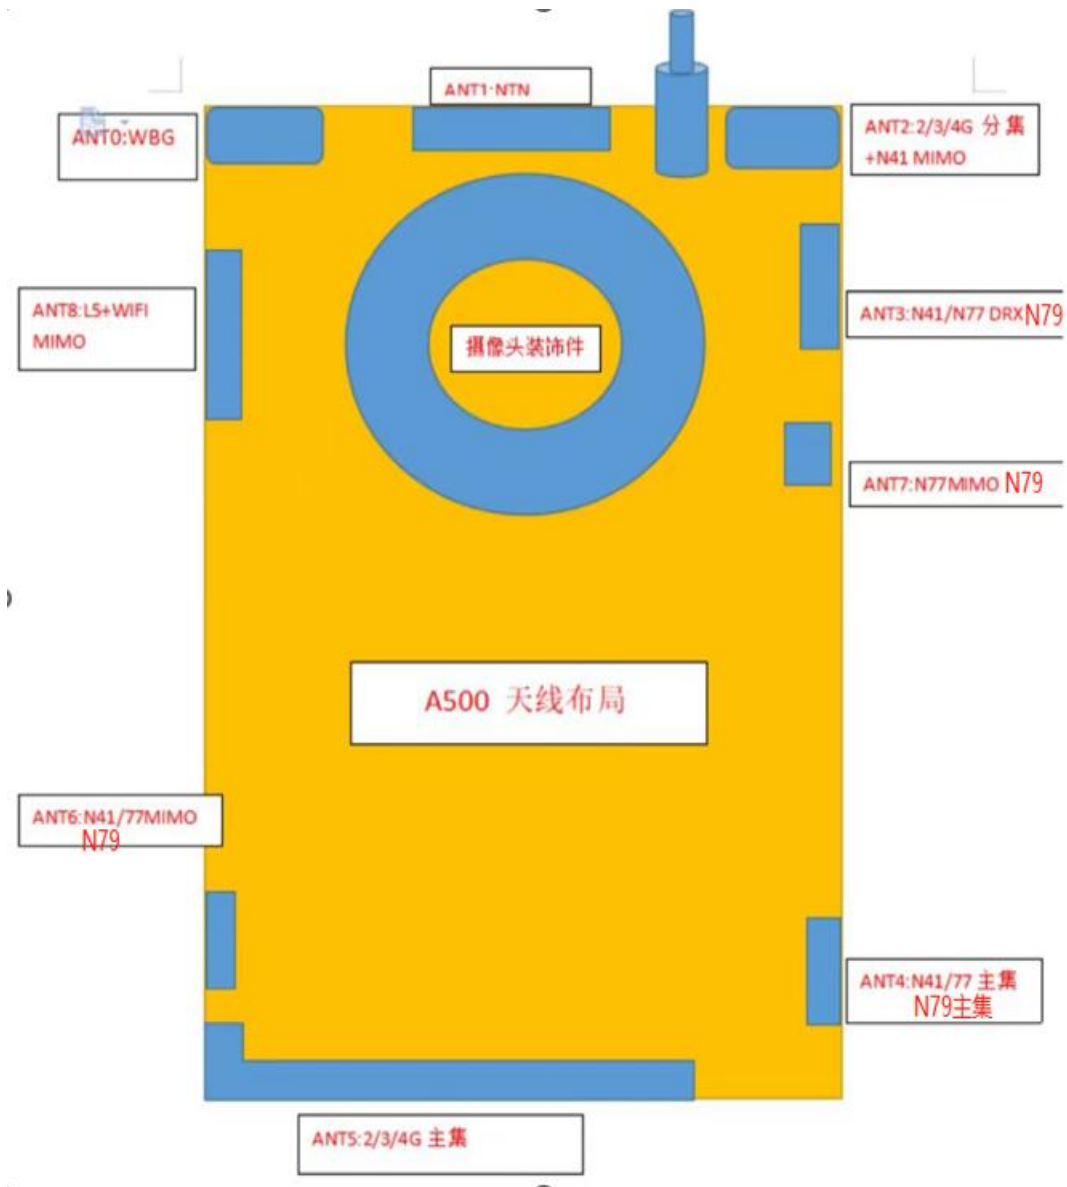 ANT1:NTN
ANT0:WBG
ANT2:2/3/4G 分集
+N41 MIMO
ANT8:L5+WIFI
MIMO
ANT3:N41/N77 DRXN79
摄像头装饰件
ANT7:N77MIMO N79
A500 天线布局
ANT6:N41/77MIMO
N79
ANT4:N41/77 主集
N79主集
ANT5:2/3/4G 主集